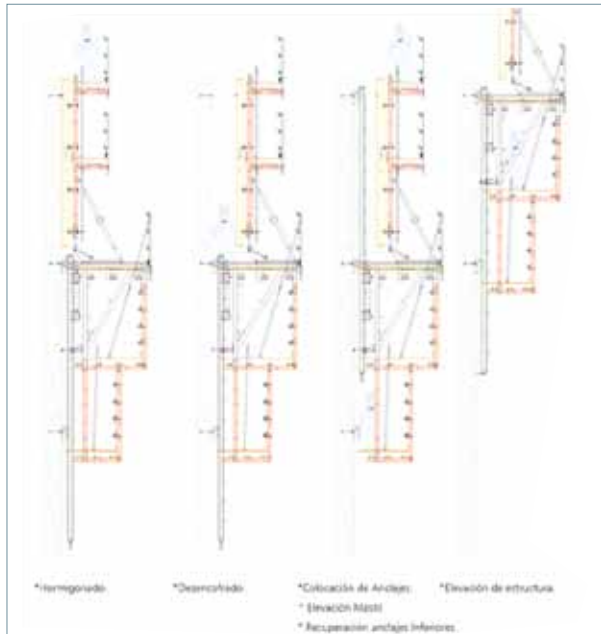 *Hormigonado
*Desencofrado
*Colocación de Anclajes
* Elevación Mástil
* Recuperación anclajes Inferiores
*Elevación de estructura